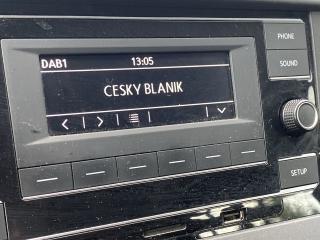 DAB1 13:05
CESKY BLANIK
PHONE
SOUND
SETUP